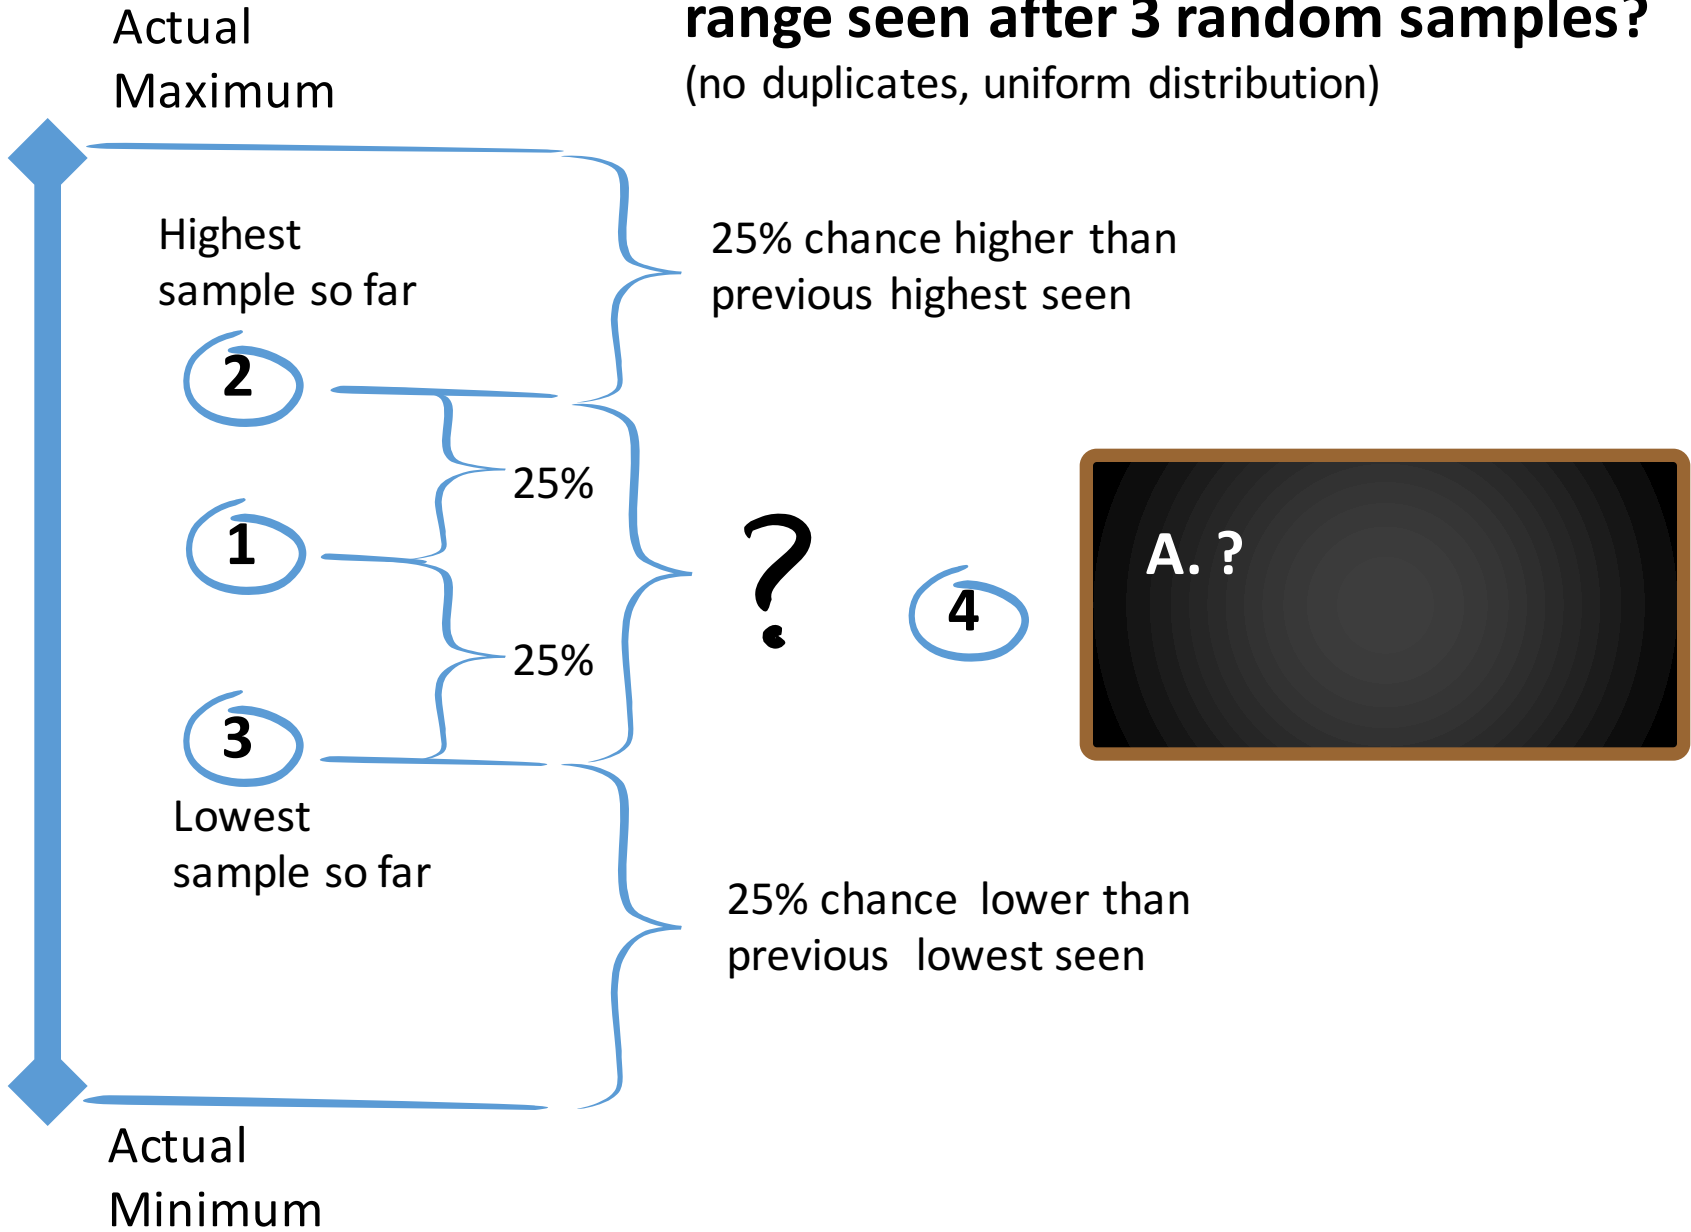 Actual
Maximum
range seen after 3 random samples?
(no duplicates, uniform distribution)
Highest
sample so far
25% chance higher than
previous highest seen
2
25%
1
?
4
A. ?
25%
3
Lowest
sample so far
25% chance lower than
previous lowest seen
Actual
Minimum